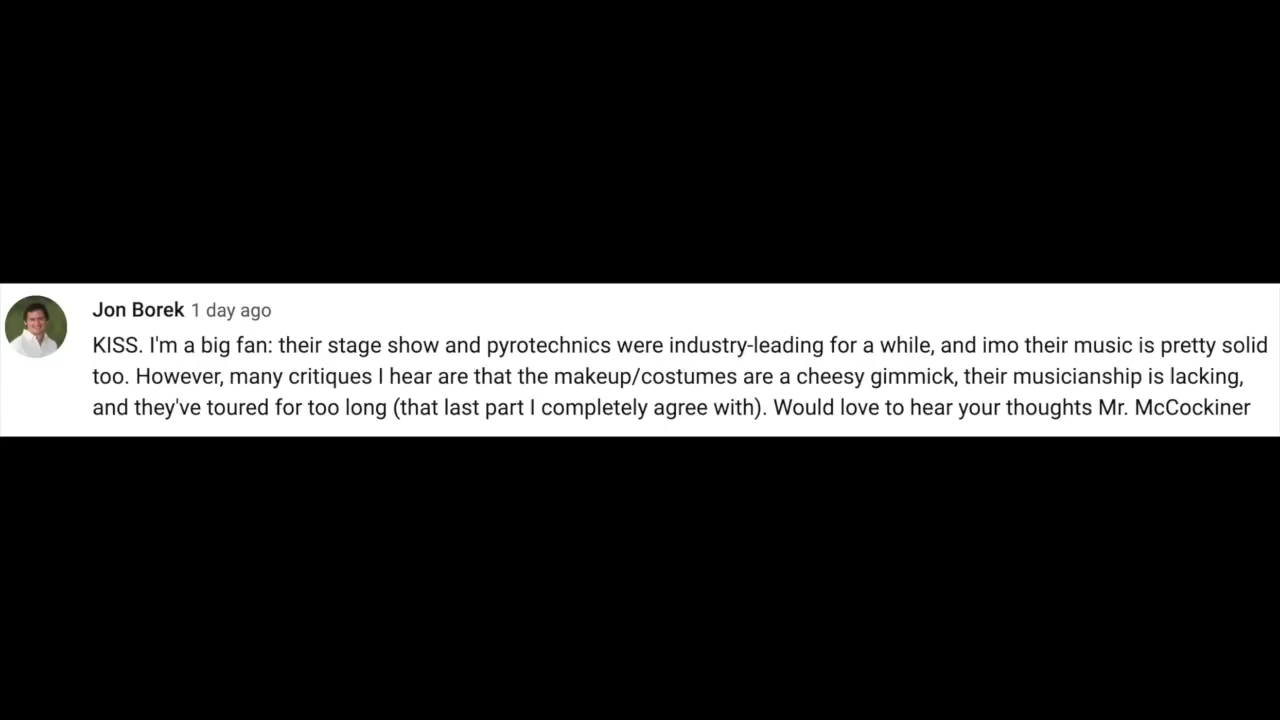 Jon Borek 1 day ago
KISS. I'm a big fan: their stage show and pyrotechnics were industry-leading for a while, and imo their music is pretty solid
too. However, many critiques I hear are that the makeup/costumes are a cheesy gimmick, their musicianship is lacking,
and they've toured for too long (that last part I completely agree with). Would love to hear your thoughts Mr. McCockiner